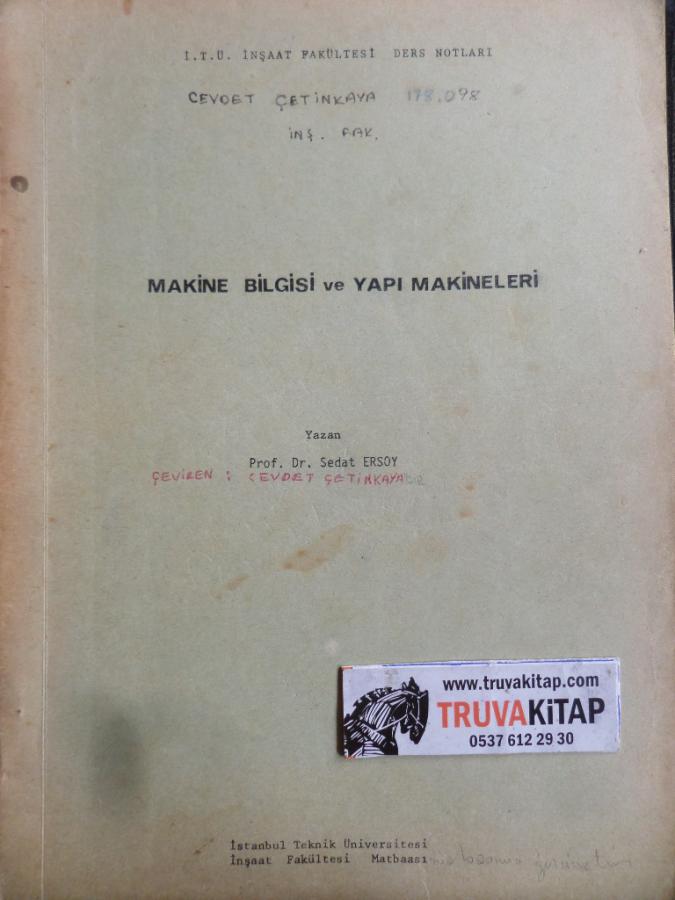 İ.T.Ü. İNŞAAT FAKÜLTESİ DERS NOTLARI
CEVDET ÇETİNKAYA 178.098
İNŞ. FAK.
MAKİNE BİLGİSİ ve YAPI MAKİNELERİ
Yazan
Prof. Dr. Sedat ERSOY
ÇEVİREN : CEVDET ÇETİNKAYA
www.truvakitap.com
TRUVAKiTAP
0537 612 29 30
İstanbul Teknik Üniversitesi
İnşaat Fakültesi Matbaası